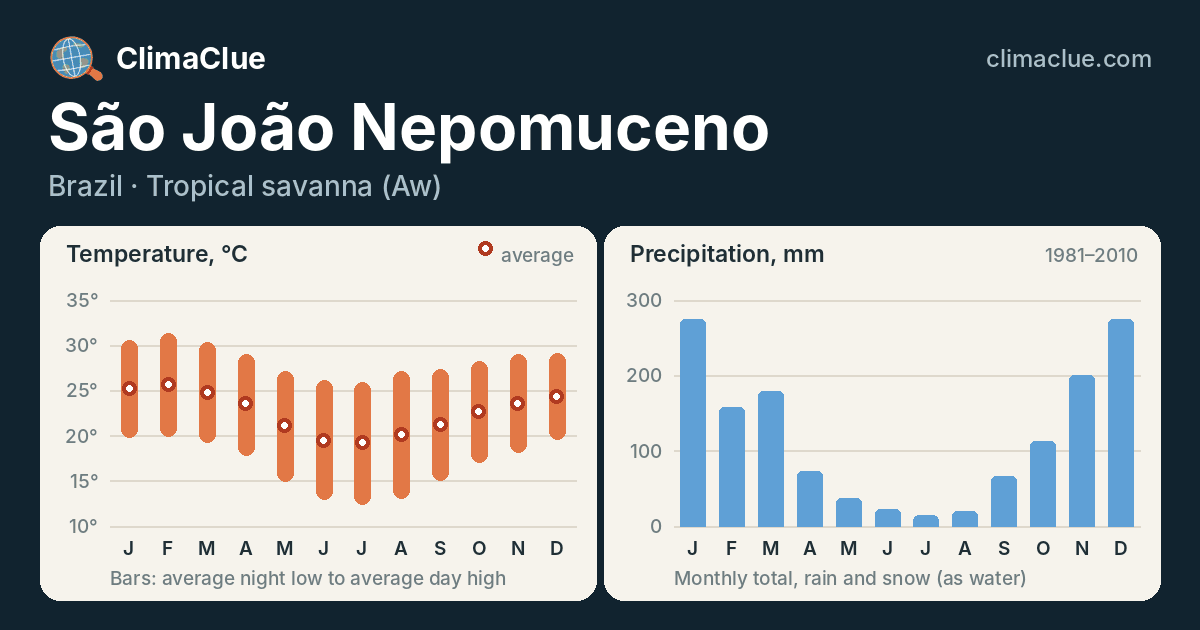 ClimaClue
climaclue.com
São João Nepomuceno
Brazil · Tropical savanna (Aw)
Temperature, °C
average
35°
30°
25°
20°
15°
10°
J F M A M J J A S O N D
Bars: average night low to average day high
Precipitation, mm
1981–2010
300
200
100
0
J F M A M J J A S O N D
Monthly total, rain and snow (as water)